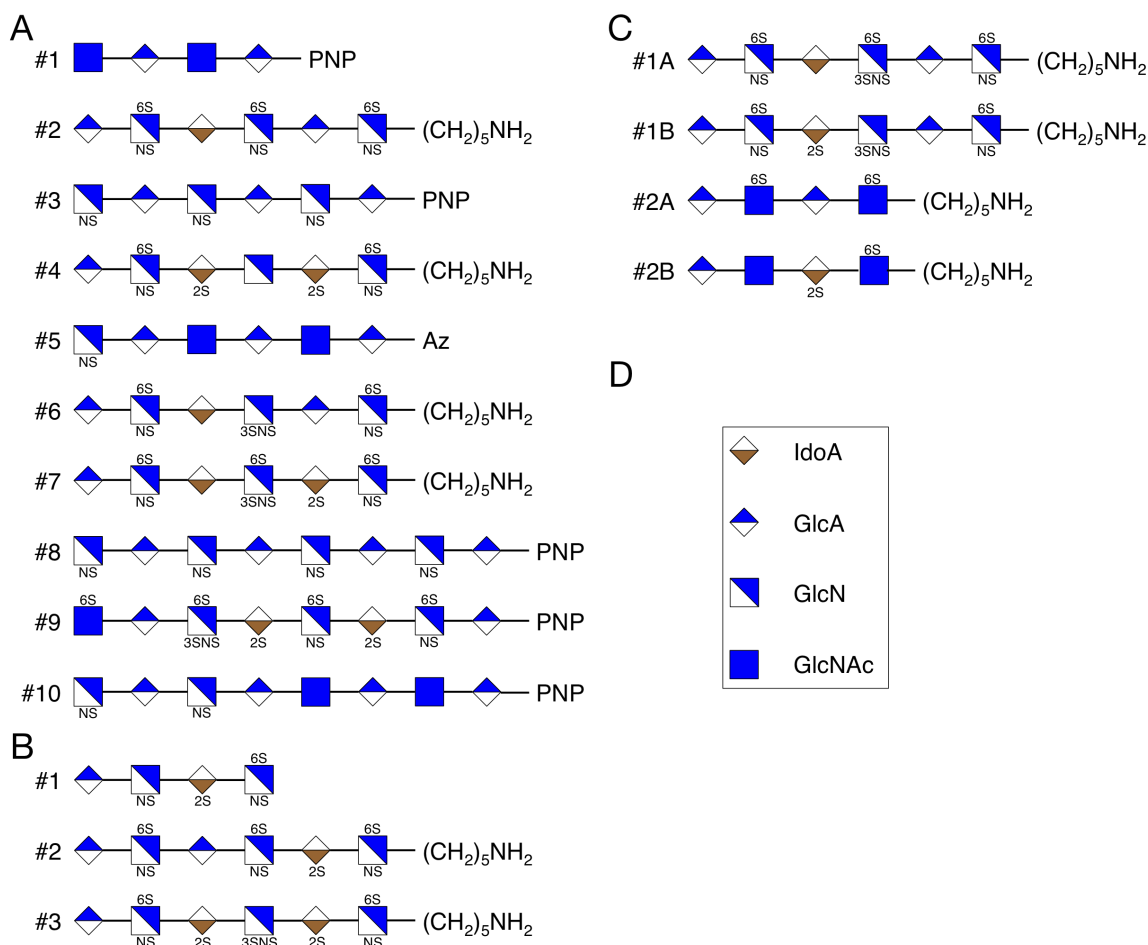 A
#1 PNP
6S 6S 6S
#2 (CH₂)₅NH₂
NS NS NS
#3 PNP
NS NS NS
6S 6S
#4 (CH₂)₅NH₂
NS 2S 2S NS
#5 Az
NS
6S 6S 6S
#6 (CH₂)₅NH₂
NS 3SNS NS
6S 6S 6S
#7 (CH₂)₅NH₂
NS 3SNS 2S NS
#8 PNP
NS NS NS NS
6S 6S 6S 6S
#9 PNP
3SNS 2S NS 2S NS
#10 PNP
NS NS
B
6S
#1
NS 2S NS
6S 6S 6S
#2 (CH₂)₅NH₂
NS NS 2S NS
6S 6S
#3 (CH₂)₅NH₂
NS 2S 3SNS 2S NS
C
6S 6S 6S
#1A (CH₂)₅NH₂
NS 3SNS NS
6S 6S
#1B (CH₂)₅NH₂
NS 2S 3SNS NS
6S 6S
#2A (CH₂)₅NH₂
6S
#2B (CH₂)₅NH₂
2S
D
IdoA
GlcA
GlcN
GlcNAc